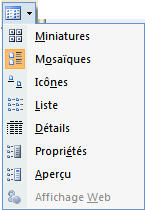 Miniatures
Mosaïques
Icônes
Liste
Détails
Propriétés
Aperçu
Affichage Web